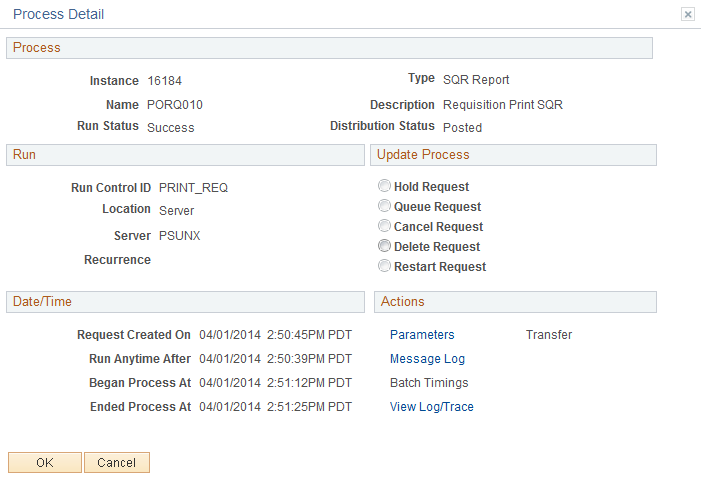 Process Detail
Process
Instance 16184 Type SQR Report
Name PORQ010 Description Requisition Print SQR
Run Status Success Distribution Status Posted
Run Update Process
Run Control ID PRINT_REQ Hold Request
Location Server Queue Request
Server PSUNX Cancel Request
Recurrence Delete Request
Restart Request
Date/Time Actions
Request Created On 04/01/2014 2:50:45PM PDT Parameters Transfer
Run Anytime After 04/01/2014 2:50:39PM PDT Message Log
Began Process At 04/01/2014 2:51:12PM PDT Batch Timings
Ended Process At 04/01/2014 2:51:25PM PDT View Log/Trace
OK Cancel